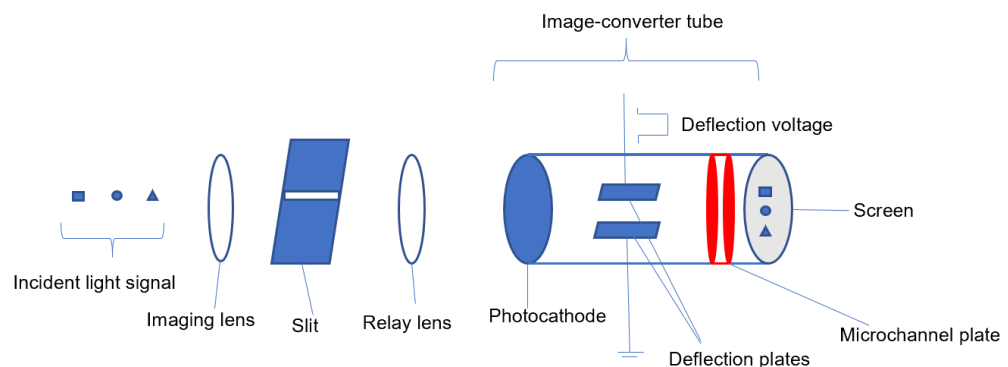 Image-converter tube
Deflection voltage
Screen
Incident light signal
Imaging lens
Slit
Relay lens
Photocathode
Deflection plates
Microchannel plate